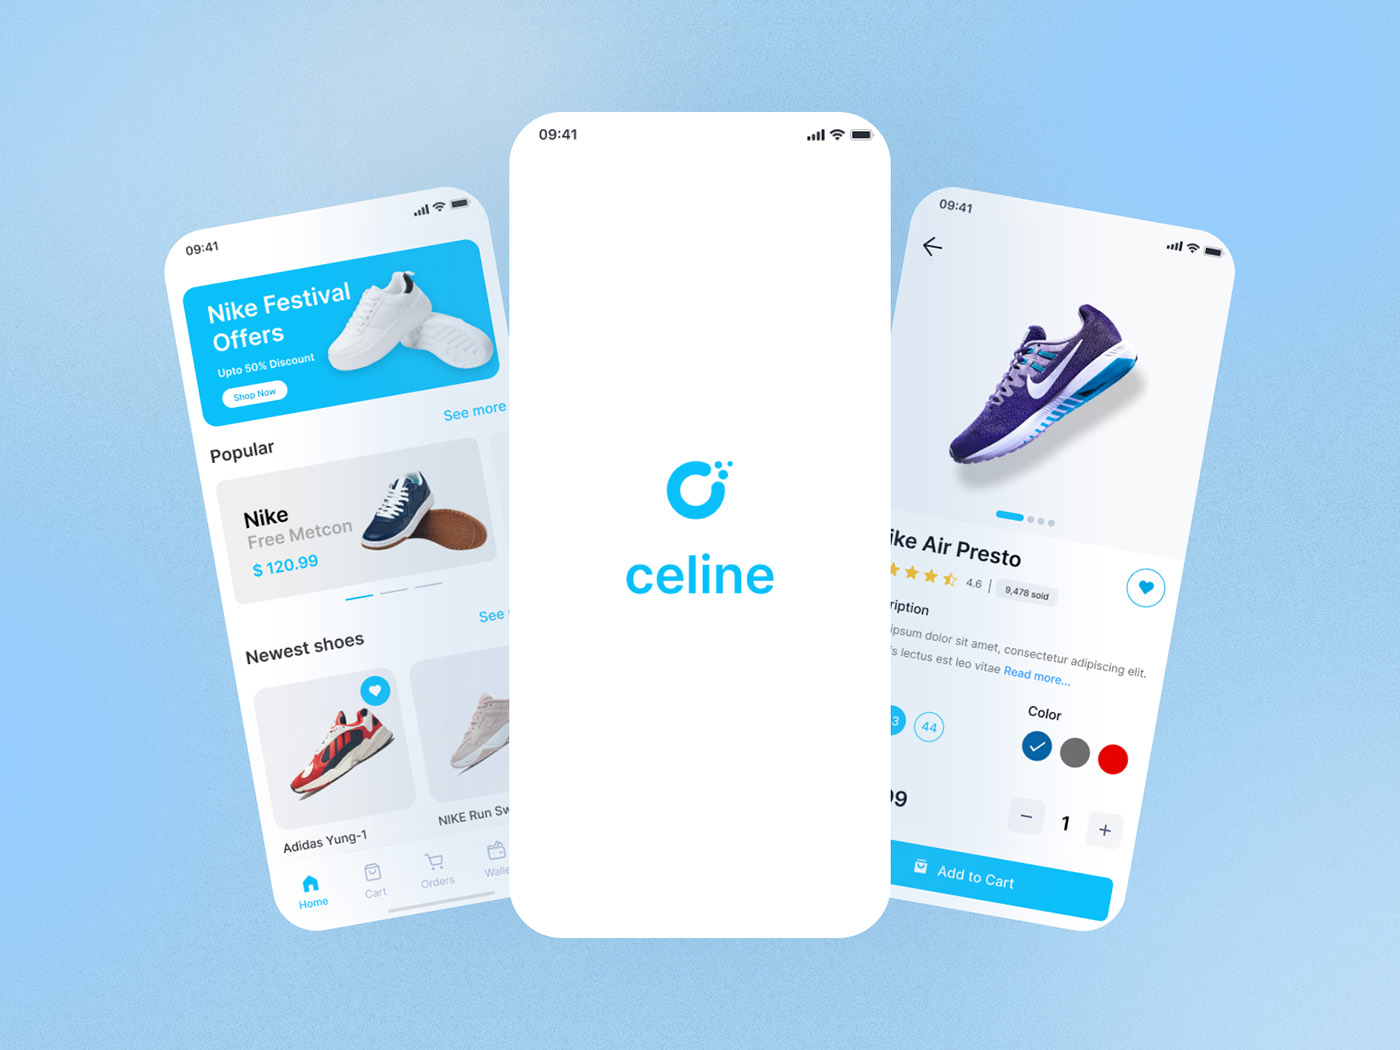 09:41
Nike Festival
Offers
Upto 50% Discount
Shop Now
See more
Popular
Nike
Free Metcon
$ 120.99
See
Newest shoes
Adidas Yung-1
NIKE Run Sw
Home
Cart
Orders
Walle
09:41
celine
09:41
ike Air Presto
4.6
9,478 sold
ription
ipsum dolor sit amet, consectetur adipiscing elit.
is lectus est leo vitae Read more...
Color
3
44
99
1
Add to Cart